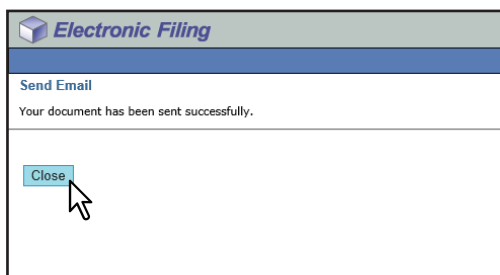 Electronic Filing
Send Email
Your document has been sent successfully.
Close